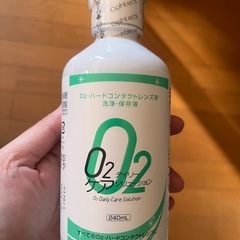 Ophtecs
O2・ハードコンタクトレンズ用
洗浄・保存液
O2
デイリー
ケアソリューション
O2 Daily Care Solution
240mL
すべてのO2・ハードコンタクトレンズに